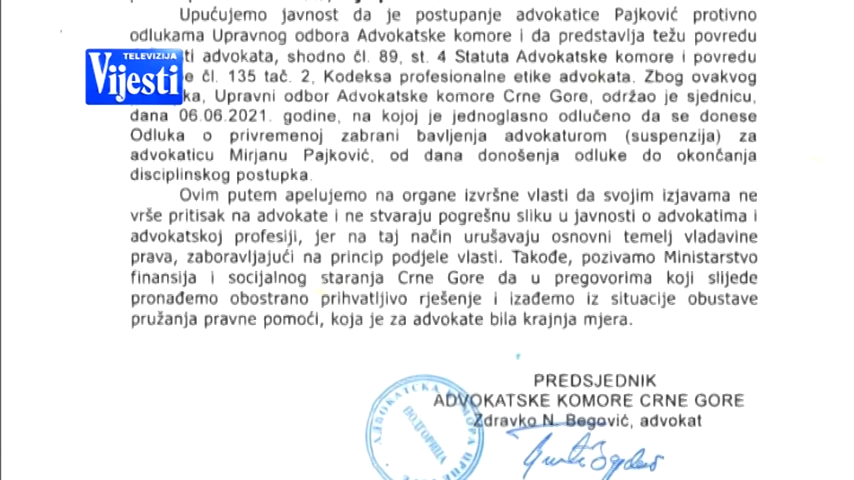 Upućujemo javnost da je postupanje advokatice Pajković protivno
odlukama Upravnog odbora Advokatske komore i da predstavlja težu povredu
TELEVIZIJA
Vijesti
ti advokata, shodno čl. 89, st. 4 Statuta Advokatske komore i povredu
e čl. 135 tač. 2, Kodeksa profesionalne etike advokata. Zbog ovakvog
ka, Upravni odbor Advokatske komore Crne Gore, održao je sjednicu,
dana 06.06.2021. godine, na kojoj je jednoglasno odlučeno da se donese
Odluka o privremenoj zabrani bavljenja advokaturom (suspenzija) za
advokaticu Mirjanu Pajković, od dana donošenja odluke do okončanja
disciplinskog postupka.
Ovim putem apelujemo na organe izvršne vlasti da svojim izjavama ne
vrše pritisak na advokate i ne stvaraju pogrešnu sliku u javnosti o advokatima i
advokatskoj profesiji, jer na taj način urušavaju osnovni temelj vladavine
prava, zaboravljajući na princip podjele vlasti. Takođe, pozivamo Ministarstvo
finansija i socijalnog staranja Crne Gore da u pregovorima koji slijede
pronađemo obostrano prihvatljivo rješenje i izađemo iz situacije obustave
pružanja pravne pomoći, koja je za advokate bila krajnja mjera.
PREDSJEDNIK
ADVOKATSKE KOMORE CRNE GORE
Zdravko N. Begović, advokat
АДВОКАТСКА КОМОРА ЦРНЕ
ПОДГОРИЦА